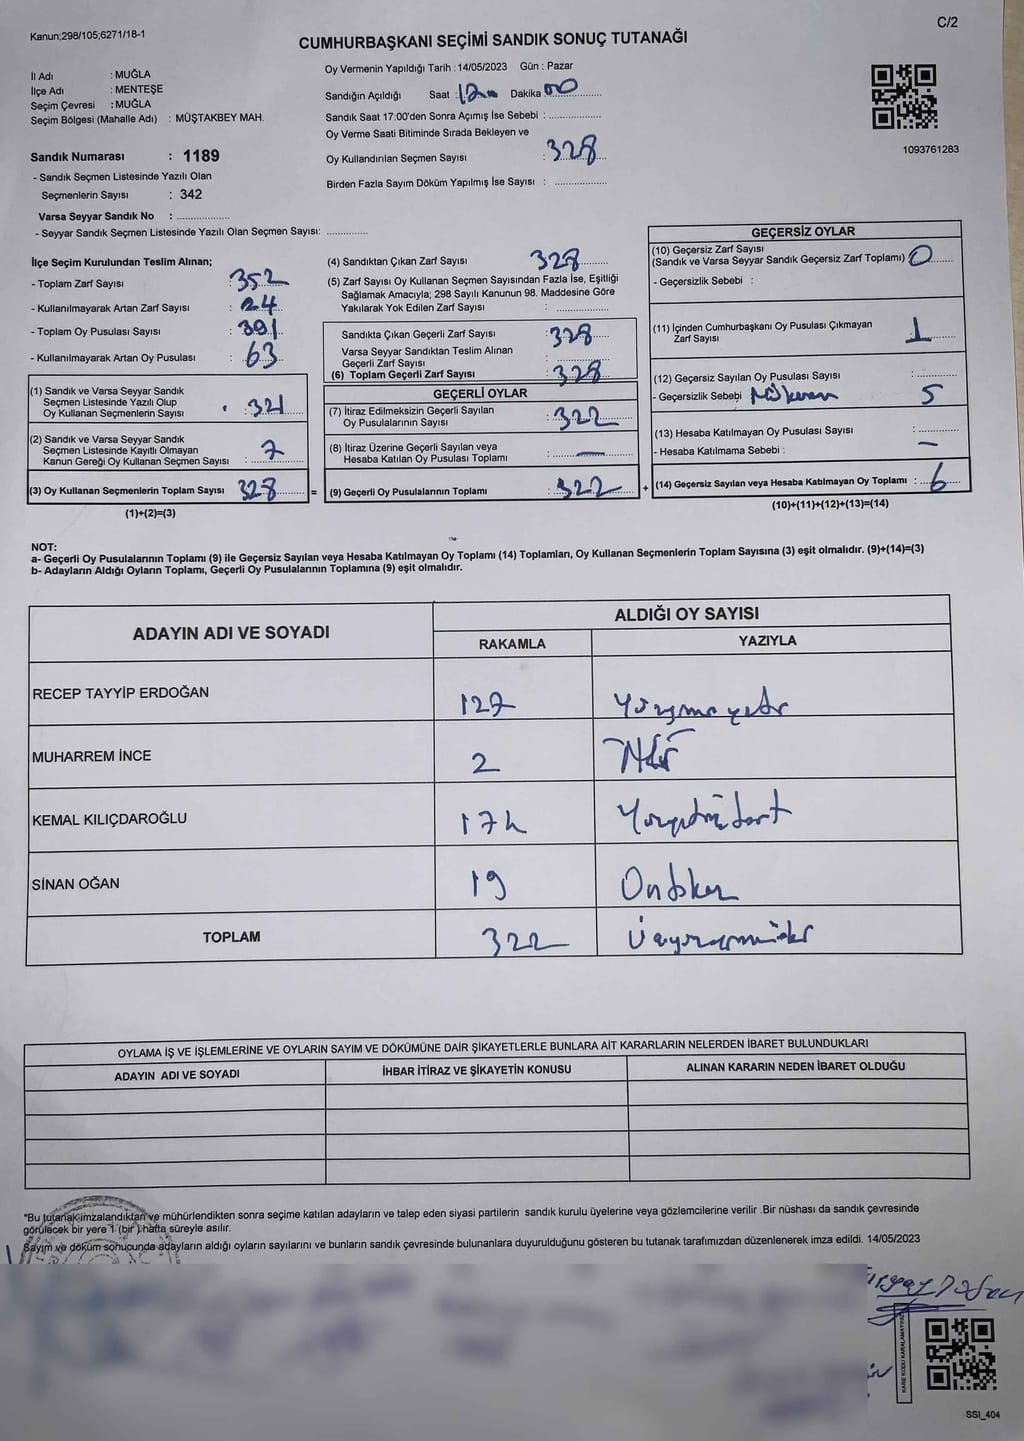 Kanun;298/105;6271/18-1
C/2
CUMHURBAŞKANI SEÇİMİ SANDIK SONUÇ TUTANAĞI
İl Adı : MUĞLA
İlçe Adı : MENTEŞE
Seçim Çevresi : MUĞLA
Seçim Bölgesi (Mahalle Adı) : MÜŞTAKBEY MAH.
Oy Vermenin Yapıldığı Tarih :14/05/2023 Gün : Pazar
Sandığın Açıldığı Saat : Dakika : 00
Sandık Saat 17:00'den Sonra Açımış İse Sebebi : ..................
Oy Verme Saati Bitiminde Sırada Bekleyen ve
Oy Kullandırılan Seçmen Sayısı : 328
Birden Fazla Sayım Döküm Yapılmış İse Sayısı : ..................
1093761283
Sandık Numarası : 1189
- Sandık Seçmen Listesinde Yazılı Olan
Seçmenlerin Sayısı : 342
Varsa Seyyar Sandık No : ..................
- Seyyar Sandık Seçmen Listesinde Yazılı Olan Seçmen Sayısı: ..............
İlçe Seçim Kurulundan Teslim Alınan;
- Toplam Zarf Sayısı : 352
- Kullanılmayarak Artan Zarf Sayısı : 24
- Toplam Oy Pusulası Sayısı : 391
- Kullanılmayarak Artan Oy Pusulası : 63
(1) Sandık ve Varsa Seyyar Sandık
Seçmen Listesinde Yazılı Olup
Oy Kullanan Seçmenlerin Sayısı : 321
(2) Sandık ve Varsa Seyyar Sandık
Seçmen Listesinde Kayıtlı Olmayan
Kanun Gereği Oy Kullanan Seçmen Sayısı : 7
(3) Oy Kullanan Seçmenlerin Toplam Sayısı 328
(1)+(2)=(3)
(4) Sandıktan Çıkan Zarf Sayısı 328
(5) Zarf Sayısı Oy Kullanan Seçmen Sayısından Fazla İse, Eşitliği
Sağlamak Amacıyla; 298 Sayılı Kanunun 98. Maddesine Göre
Yakılarak Yok Edilen Zarf Sayısı : ..................
Sandıkta Çıkan Geçerli Zarf Sayısı : 328
Varsa Seyyar Sandıktan Teslim Alınan
Geçerli Zarf Sayısı : ..................
(6) Toplam Geçerli Zarf Sayısı : 328
GEÇERLİ OYLAR
(7) İtiraz Edilmeksizin Geçerli Sayılan
Oy Pusulalarının Sayısı : 322
(8) İtiraz Üzerine Geçerli Sayılan veya
Hesaba Katılan Oy Pusulası Toplamı : —
= (9) Geçerli Oy Pusulalarının Toplamı : 322
GEÇERSİZ OYLAR
(10) Geçersiz Zarf Sayısı
(Sandık ve Varsa Seyyar Sandık Geçersiz Zarf Toplamı) : 0
- Geçersizlik Sebebi :
(11) İçinden Cumhurbaşkanı Oy Pusulası Çıkmayan
Zarf Sayısı 1
(12) Geçersiz Sayılan Oy Pusulası Sayısı : ..............
- Geçersizlik Sebebi 5
(13) Hesaba Katılmayan Oy Pusulası Sayısı : ..............
- Hesaba Katılmama Sebebi : —
+ (14) Geçersiz Sayılan veya Hesaba Katılmayan Oy Toplamı : 6
(10)+(11)+(12)+(13)=(14)
NOT:
a- Geçerli Oy Pusulalarının Toplamı (9) ile Geçersiz Sayılan veya Hesaba Katılmayan Oy Toplamı (14) Toplamları, Oy Kullanan Seçmenlerin Toplam Sayısına (3) eşit olmalıdır. (9)+(14)=(3)
b- Adayların Aldığı Oyların Toplamı, Geçerli Oy Pusulalarının Toplamına (9) eşit olmalıdır.
ADAYIN ADI VE SOYADI
ALDIĞI OY SAYISI
RAKAMLA YAZIYLA
RECEP TAYYİP ERDOĞAN 127 Yüzyirmiyedi
MUHARREM İNCE 2 İki
KEMAL KILIÇDAROĞLU 174 Yüzyetmişdört
SİNAN OĞAN 19 Ondokuz
TOPLAM 322 Üçyüzyirmiiki
OYLAMA İŞ VE İŞLEMLERİNE VE OYLARIN SAYIM VE DÖKÜMÜNE DAİR ŞİKAYETLERLE BUNLARA AİT KARARLARIN NELERDEN İBARET BULUNDUKLARI
ADAYIN ADI VE SOYADI İHBAR İTİRAZ VE ŞİKAYETİN KONUSU ALINAN KARARIN NEDEN İBARET OLDUĞU
*Bu tutanak imzalandıktan ve mühürlendikten sonra seçime katılan adayların ve talep eden siyasi partilerin sandık kurulu üyelerine veya gözlemcilerine verilir .Bir nüshası da sandık çevresinde
görülecek bir yere 1 (bir ) hafta süreyle asılır.
Sayım ve döküm sonucunda adayların aldığı oyların sayılarını ve bunların sandık çevresinde bulunanlara duyurulduğunu gösteren bu tutanak tarafımızdan düzenlenerek imza edildi. 14/05/2023
KARE KODU KARALAMAYINIZ
SSI_404